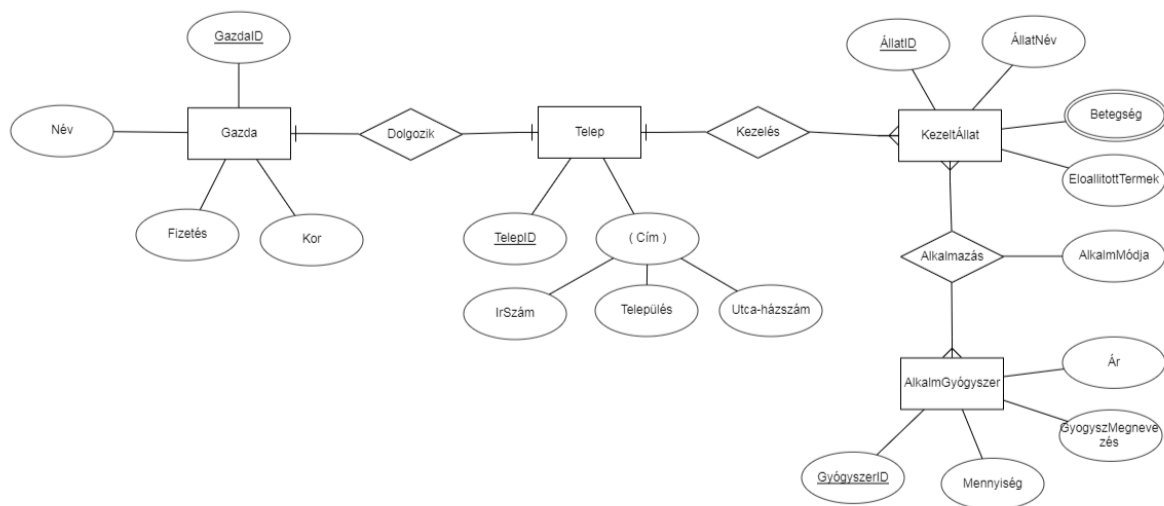 GazdaID
ÁllatID
ÁllatNév
Név
Gazda
Dolgozik
Telep
Kezelés
KezeltÁllat
Betegség
EloallitottTermek
Fizetés
Kor
TelepID
( Cím )
Alkalmazás
AlkalmMódja
IrSzám
Település
Utca-házszám
AlkalmGyógyszer
Ár
GyogyszMegneve
zés
GyógyszerID
Mennyiség